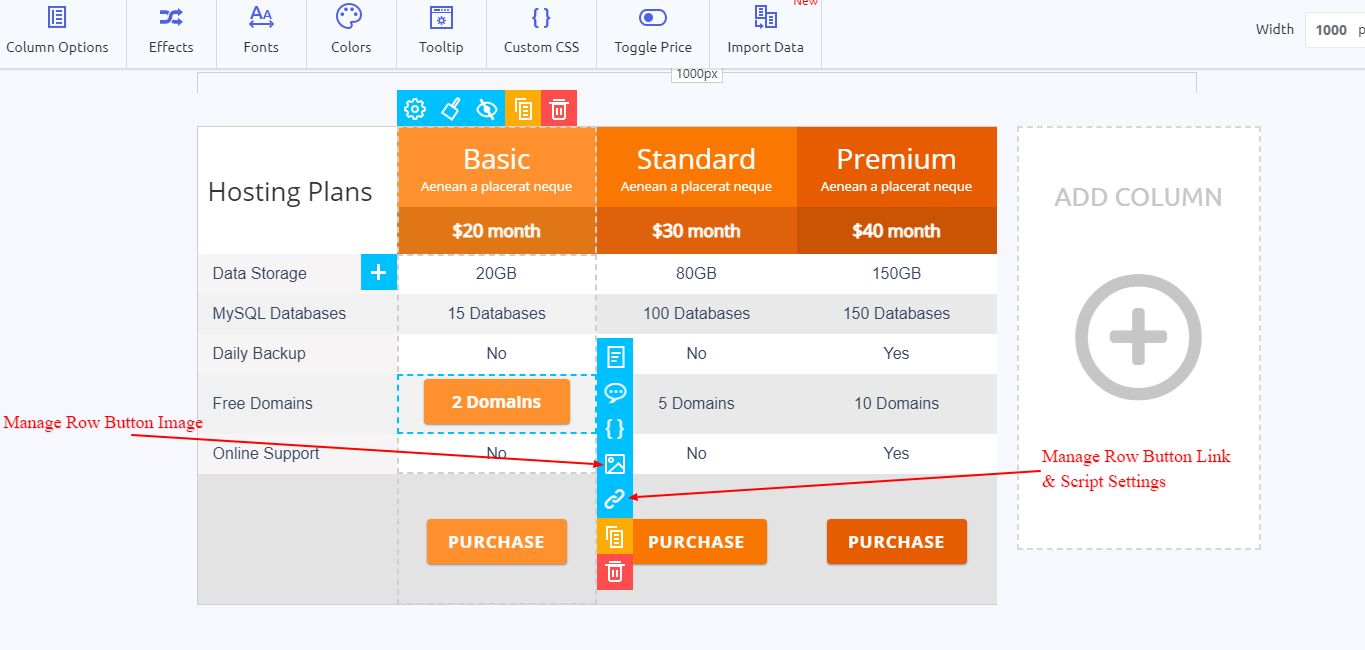 New
Column Options Effects Fonts Colors Tooltip Custom CSS Toggle Price Import Data
Width 1000 p
1000px
Hosting Plans
Basic Standard Premium
Aenean a placerat neque Aenean a placerat neque Aenean a placerat neque
$20 month $30 month $40 month
ADD COLUMN
Data Storage 20GB 80GB 150GB
MySQL Databases 15 Databases 100 Databases 150 Databases
Daily Backup No No Yes
Free Domains 2 Domains 5 Domains 10 Domains
Manage Row Button Image
Online Support No No Yes
Manage Row Button Link
& Script Settings
PURCHASE PURCHASE PURCHASE